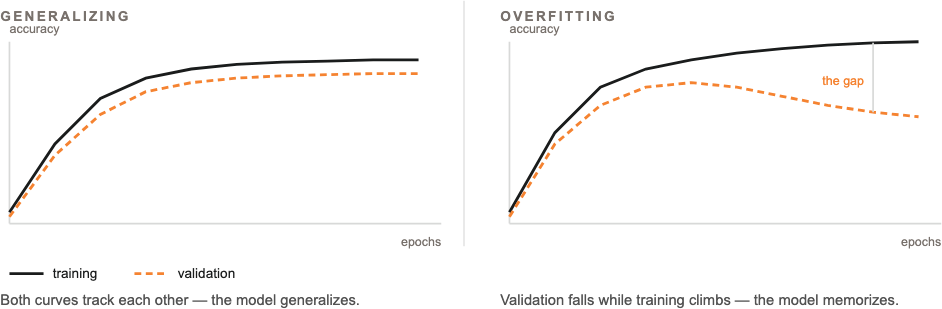 GENERALIZING
accuracy
epochs
training
validation
Both curves track each other — the model generalizes.
OVERFITTING
accuracy
the gap
epochs
Validation falls while training climbs — the model memorizes.